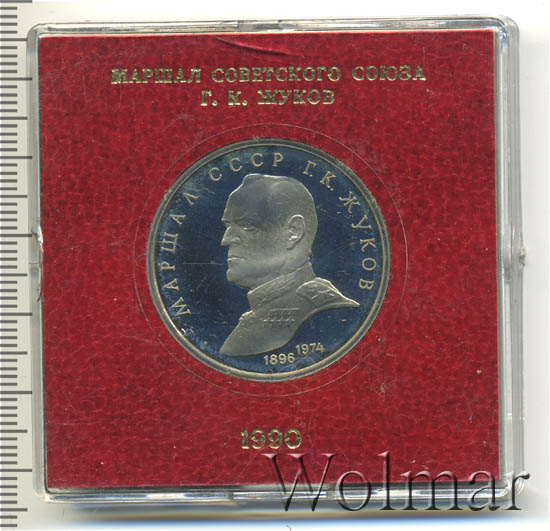 МАРШАЛ СОВЕТСКОГО СОЮЗА
Г. К. ЖУКОВ
МАРШАЛ СССР Г.К. ЖУКОВ
1896 1974
1990
Wolmar